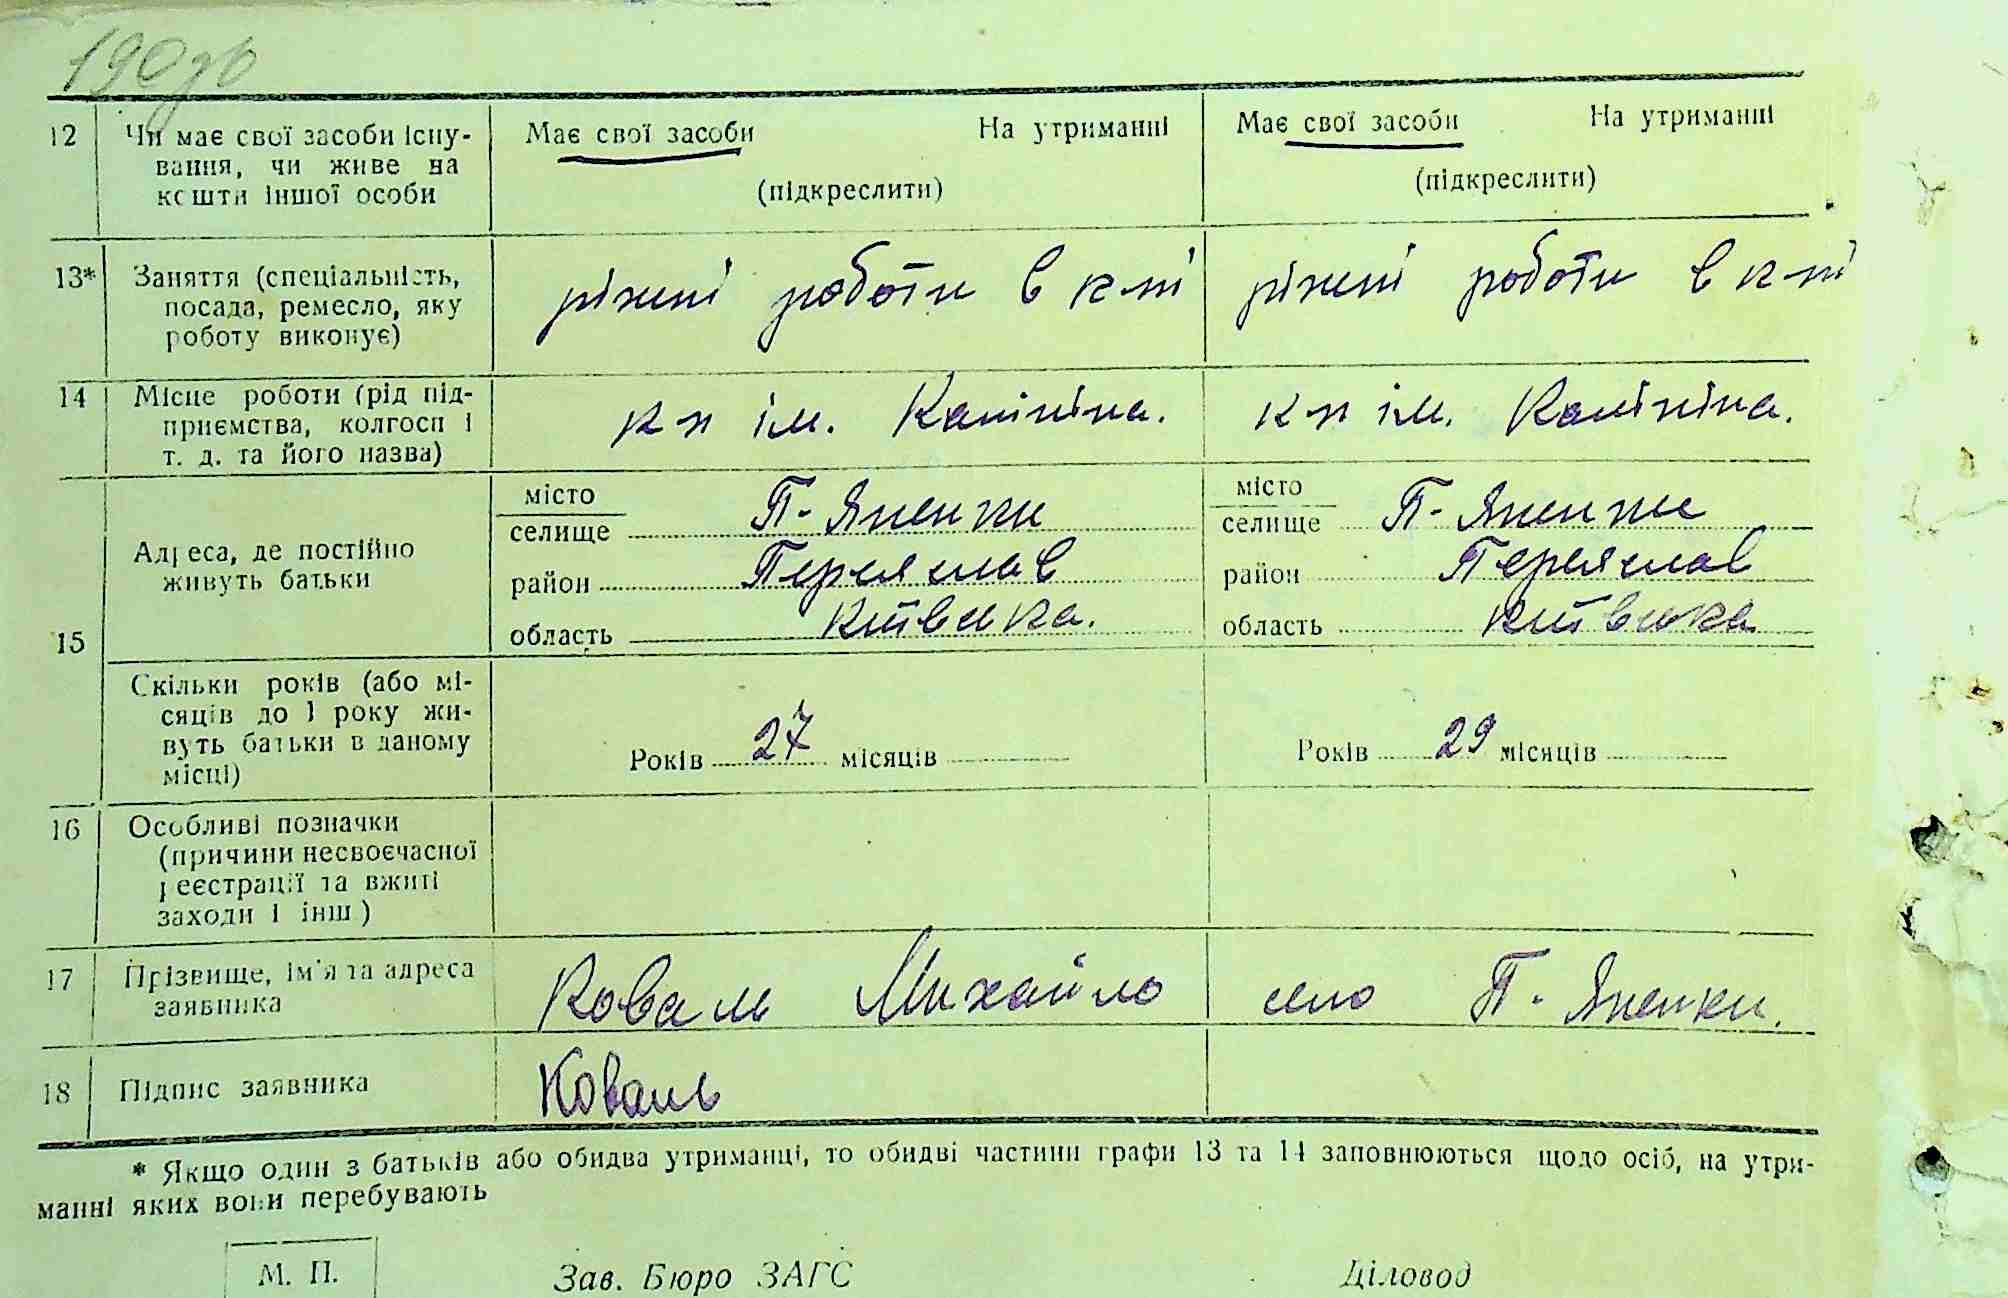 12 Чи має свої засоби існу- Має свої засоби На утриманні Має свої засоби На утриманні
вання, чи живе на
кошти іншої особи (підкреслити) (підкреслити)
13* Заняття (спеціальність, ріжні роботи в к-пі ріжні роботи в к-пі
посада, ремесло, яку
роботу виконує)
14 Місце роботи (рід під-
приємства, колгосп і к-п ім. Калініна. к-п ім. Калініна.
т. д. та його назва)
місто місто
селище П-Яненки селище П-Яненки
Адреса, де постійно
живуть батьки район Переяслав район Переяслав
15 область Київська. область Київська
Скільки років (або мі-
сяців до 1 року жи-
вуть батьки в даному Років 27 місяців Років 29 місяців
місці)
16 Особливі позначки
(причини несвоєчасної
реєстрації та вжиті
заходи і інш)
17 Прізвище, ім'я та адреса
заявника Коваль Михайло село П-Яненки.
18 Підпис заявника Коваль
* Якщо один з батьків або обидва утриманці, то обидві частини графи 13 та 14 заповнюються щодо осіб, на утри-
манні яких вони перебувають
М. П. Зав. Бюро ЗАГС Діловод